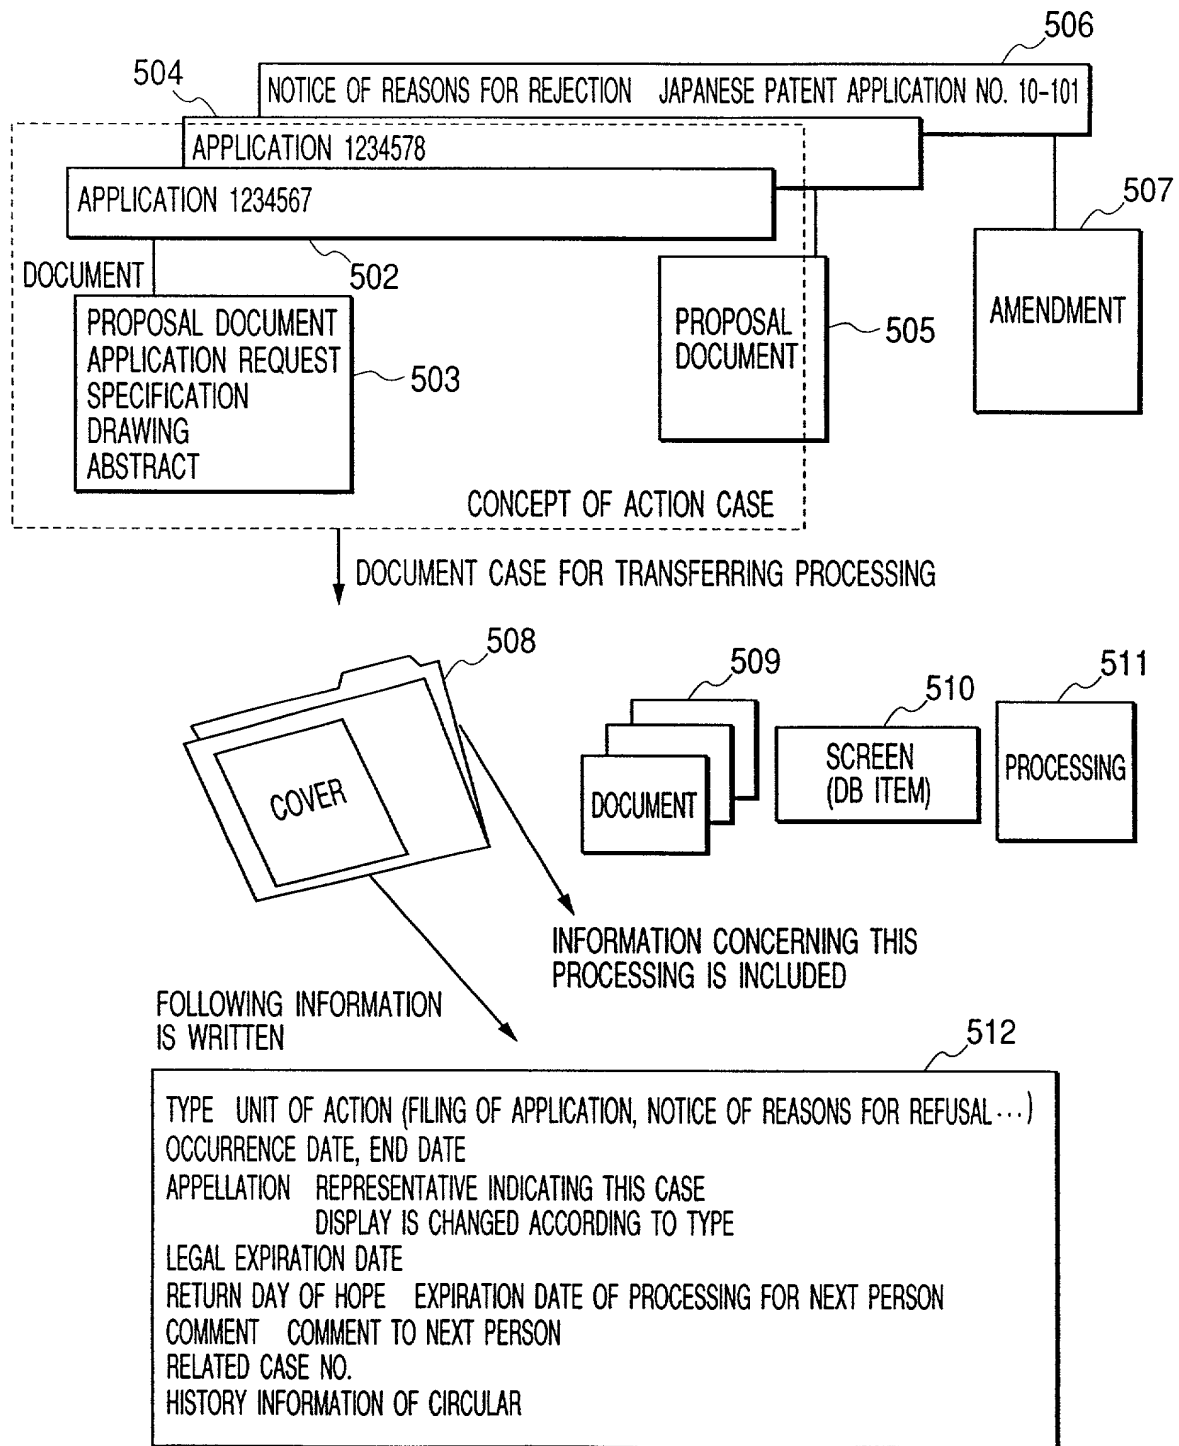 506
504
NOTICE OF REASONS FOR REJECTION JAPANESE PATENT APPLICATION NO. 10-101
APPLICATION 1234578
APPLICATION 1234567
507
DOCUMENT
502
PROPOSAL DOCUMENT
APPLICATION REQUEST
SPECIFICATION
DRAWING
ABSTRACT
503
PROPOSAL
DOCUMENT
505
AMENDMENT
CONCEPT OF ACTION CASE
DOCUMENT CASE FOR TRANSFERRING PROCESSING
508
COVER
509
DOCUMENT
510
SCREEN
(DB ITEM)
511
PROCESSING
INFORMATION CONCERNING THIS
PROCESSING IS INCLUDED
FOLLOWING INFORMATION
IS WRITTEN
512
TYPE UNIT OF ACTION (FILING OF APPLICATION, NOTICE OF REASONS FOR REFUSAL···)
OCCURRENCE DATE, END DATE
APPELLATION REPRESENTATIVE INDICATING THIS CASE
DISPLAY IS CHANGED ACCORDING TO TYPE
LEGAL EXPIRATION DATE
RETURN DAY OF HOPE EXPIRATION DATE OF PROCESSING FOR NEXT PERSON
COMMENT COMMENT TO NEXT PERSON
RELATED CASE NO.
HISTORY INFORMATION OF CIRCULAR